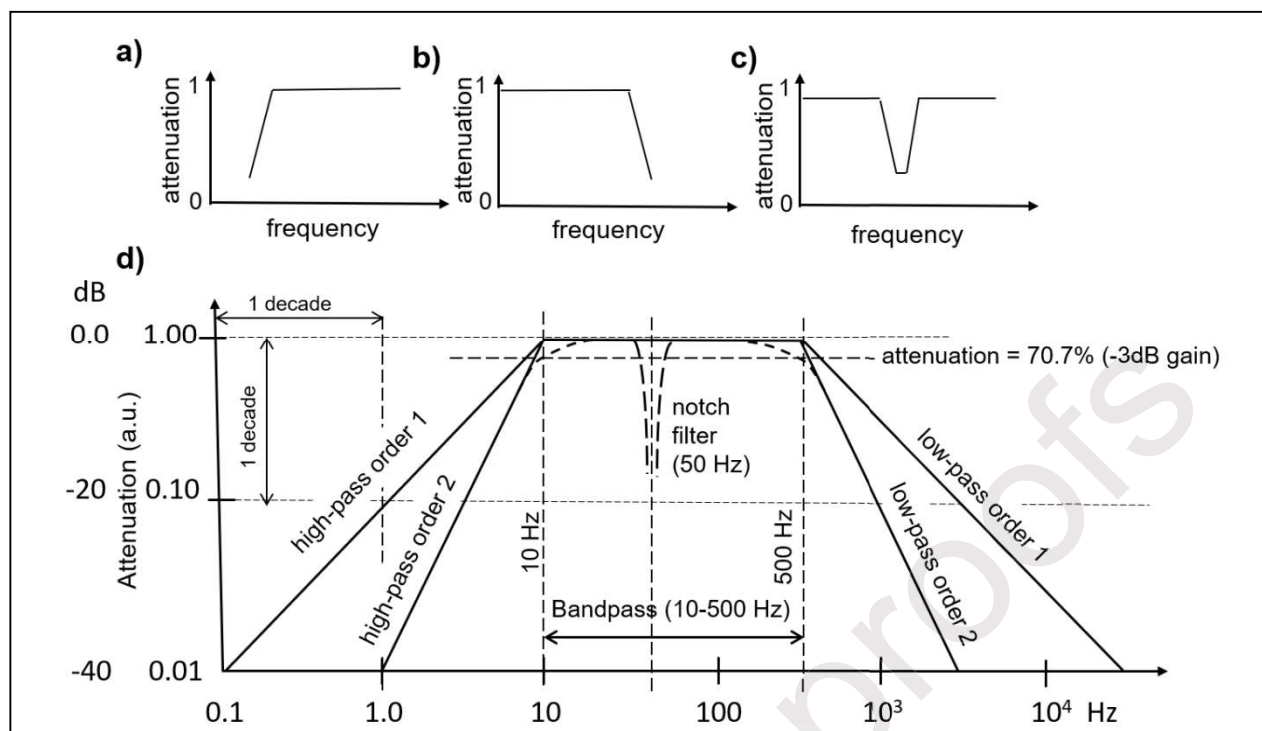 a)
attenuation
1
0
frequency
b)
attenuation
1
0
frequency
c)
attenuation
1
0
frequency
d)
dB
1 decade
0.0 1.00
attenuation = 70.7% (-3dB gain)
1 decade
notch
filter
(50 Hz)
Attenuation (a.u.)
-20 0.10
high-pass order 1
high-pass order 2
10 Hz
500 Hz
low-pass order 1
low-pass order 2
Bandpass (10-500 Hz)
-40 0.01
0.1 1.0 10 100 10³ 10⁴ Hz
proofs